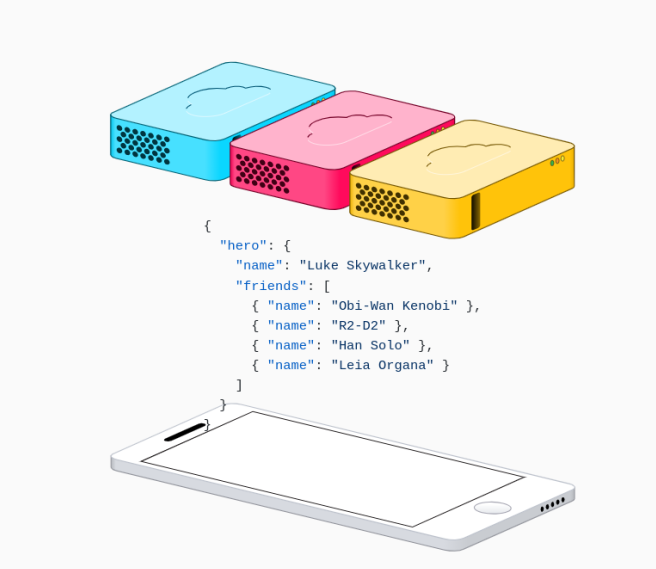 {
  "hero": {
    "name": "Luke Skywalker",
    "friends": [
      { "name": "Obi-Wan Kenobi" },
      { "name": "R2-D2" },
      { "name": "Han Solo" },
      { "name": "Leia Organa" }
    ]
  }
}